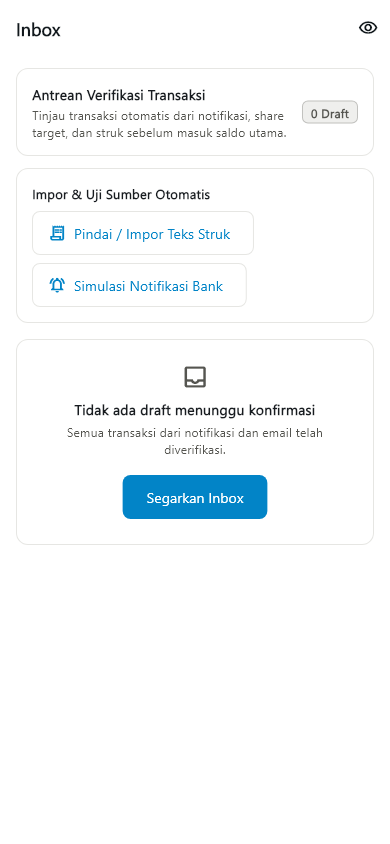 Inbox
Antrean Verifikasi Transaksi
Tinjau transaksi otomatis dari notifikasi, share
target, dan struk sebelum masuk saldo utama.
0 Draft
Impor & Uji Sumber Otomatis
Pindai / Impor Teks Struk
Simulasi Notifikasi Bank
Tidak ada draft menunggu konfirmasi
Semua transaksi dari notifikasi dan email telah
diverifikasi.
Segarkan Inbox